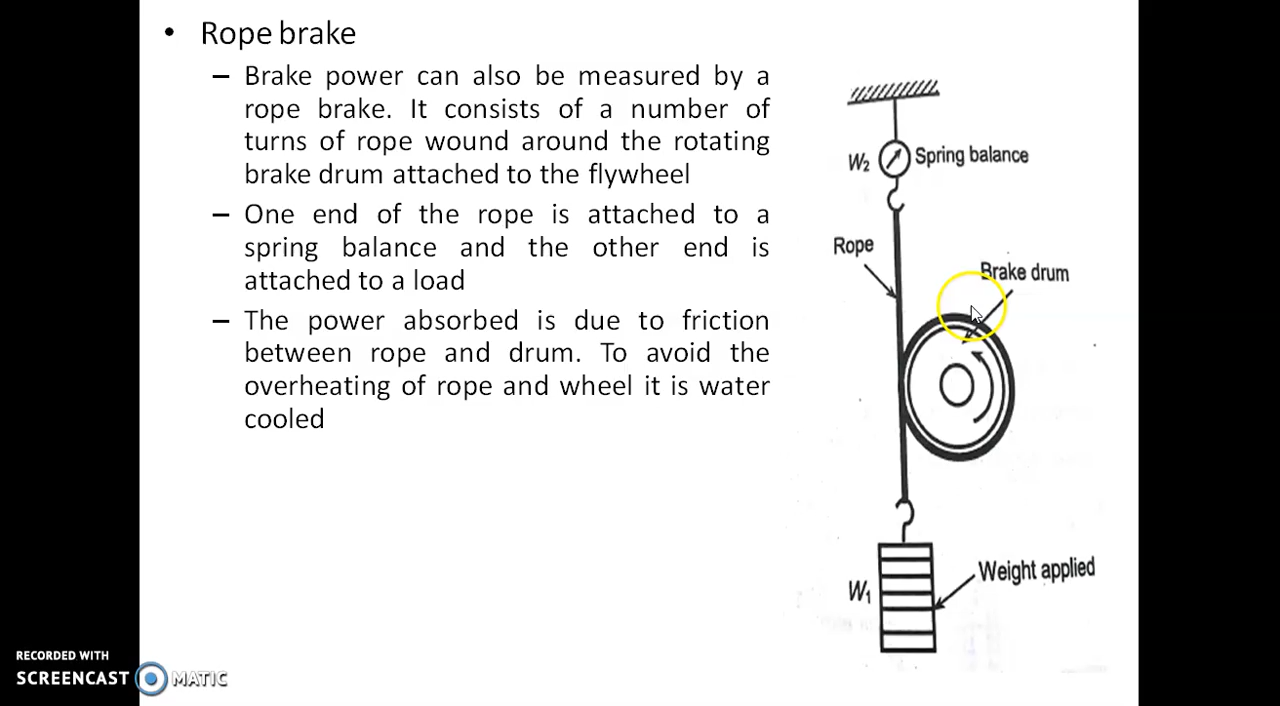 • Rope brake
– Brake power can also be measured by a
rope brake. It consists of a number of
turns of rope wound around the rotating
brake drum attached to the flywheel
– One end of the rope is attached to a
spring balance and the other end is
attached to a load
– The power absorbed is due to friction
between rope and drum. To avoid the
overheating of rope and wheel it is water
cooled
W₂ Spring balance
Rope
Brake drum
Weight applied
W₁
RECORDED WITH
SCREENCAST MATIC